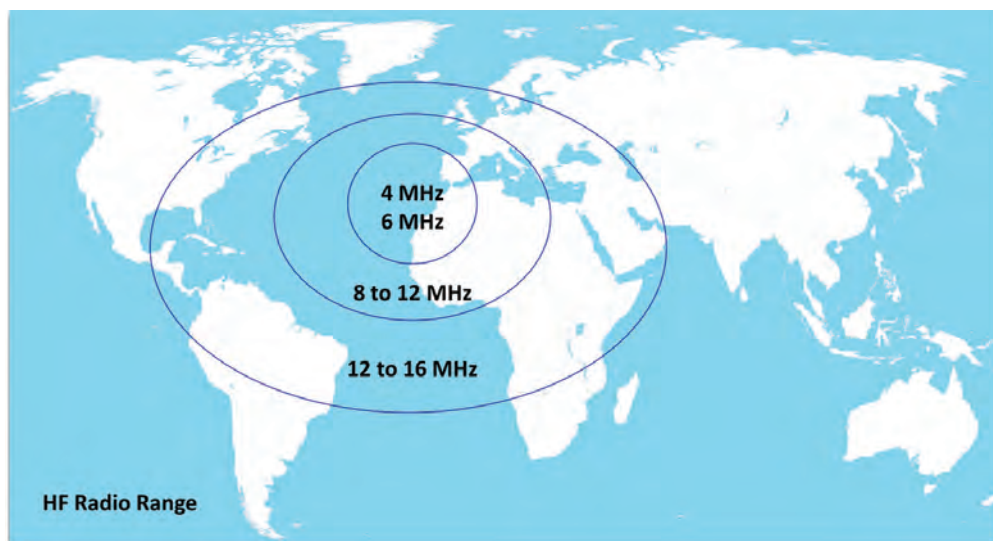 4 MHz
6 MHz
8 to 12 MHz
12 to 16 MHz
HF Radio Range